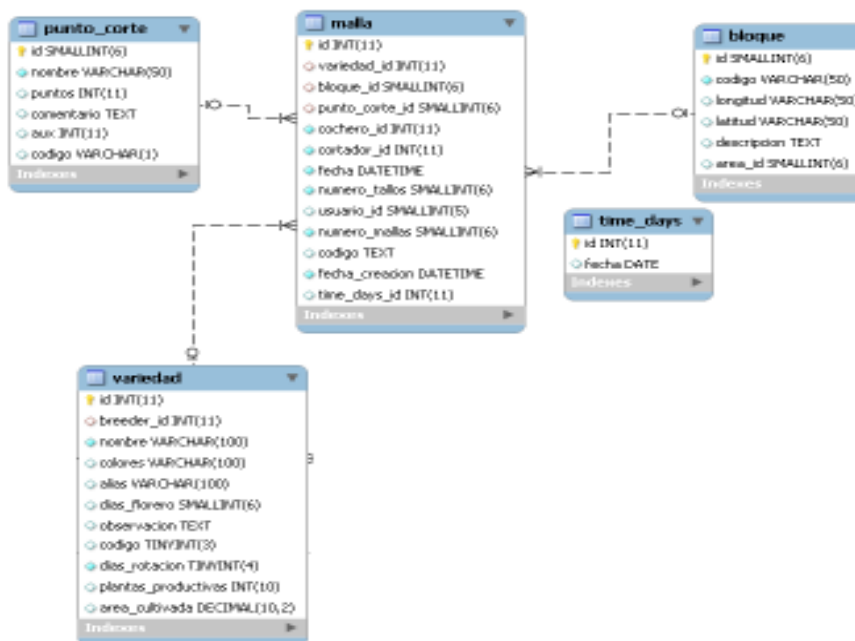 punto_corte
id SMALLINT(6)
nombre VARCHAR(50)
puntos INT(11)
comentario TEXT
aux INT(11)
codigo VARCHAR(1)
Indexes
malla
id INT(11)
variedad_id INT(11)
bloque_id SMALLINT(6)
punto_corte_id SMALLINT(6)
cochero_id INT(11)
cortador_id INT(11)
fecha DATETIME
numero_tallos SMALLINT(6)
usuario_id SMALLINT(5)
numero_mallas SMALLINT(6)
codigo TEXT
fecha_creacion DATETIME
time_days_id INT(11)
Indexes
bloque
id SMALLINT(6)
codigo VARCHAR(50)
longitud VARCHAR(50)
latitud VARCHAR(50)
descripcion TEXT
area_id SMALLINT(6)
Indexes
time_days
id INT(11)
fecha DATE
Indexes
variedad
id INT(11)
breeder_id INT(11)
nombre VARCHAR(100)
colores VARCHAR(100)
alias VARCHAR(100)
dias_florero SMALLINT(6)
observacion TEXT
codigo TINYINT(3)
dias_rotacion TINYINT(4)
plantas_productivas INT(10)
area_cultivada DECIMAL(10,2)
Indexes